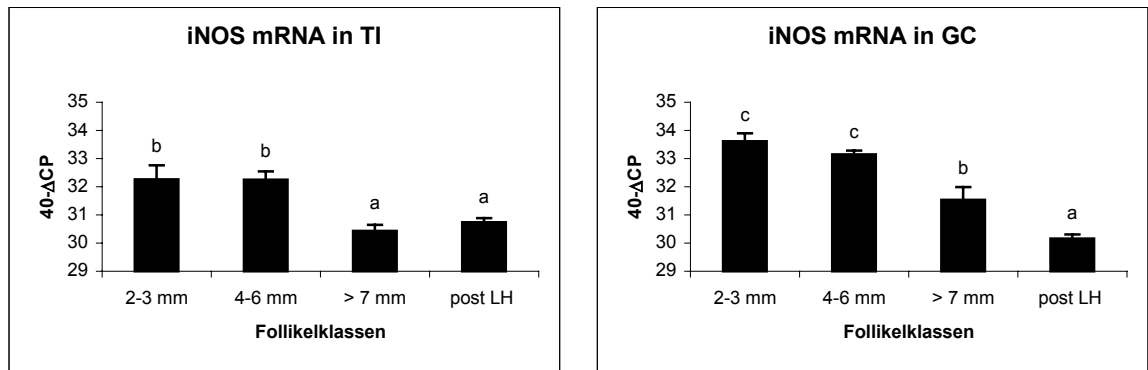 iNOS mRNA in TI
40-ΔCP
35
34
33
32
31
30
29
b
b
a
a
2-3 mm
4-6 mm
> 7 mm
post LH
Follikelklassen
iNOS mRNA in GC
40-ΔCP
35
34
33
32
31
30
29
c
c
b
a
2-3 mm
4-6 mm
> 7 mm
post LH
Follikelklassen